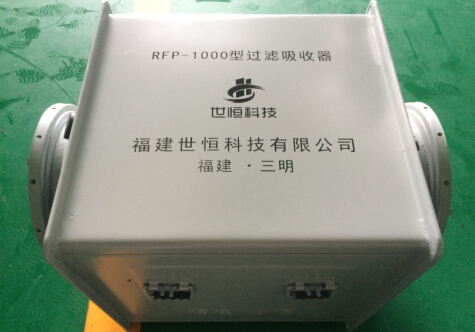 RFP-1000型过滤吸收器
世恒科技
福建世恒科技有限公司
福建·三明